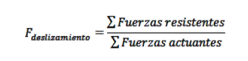 F_deslizamiento = ∑ Fuerzas resistentes / ∑ Fuerzas actuantes